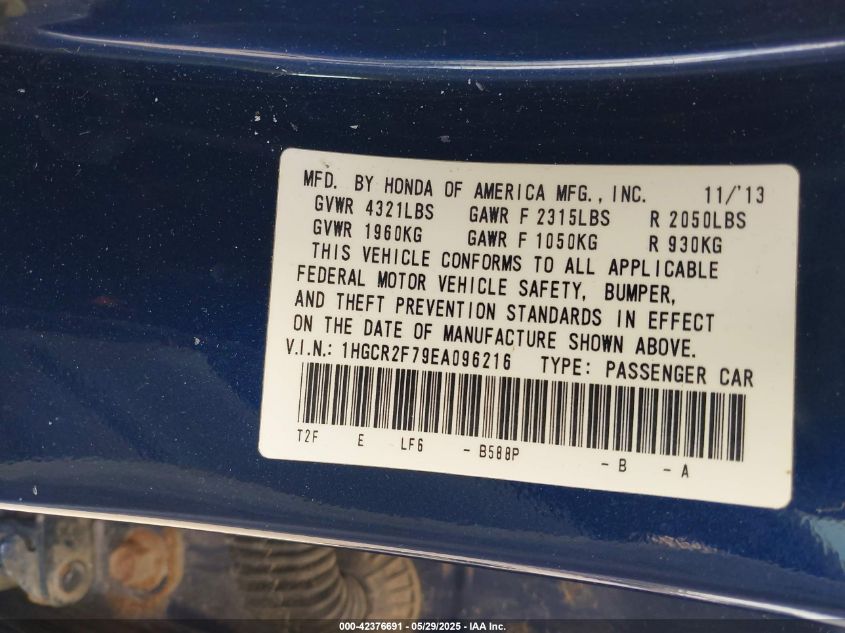 MFD. BY HONDA OF AMERICA MFG., INC. 11/'13
GVWR 4321LBS GAWR F 2315LBS R 2050LBS
GVWR 1960KG GAWR F 1050KG R 930KG
THIS VEHICLE CONFORMS TO ALL APPLICABLE
FEDERAL MOTOR VEHICLE SAFETY, BUMPER,
AND THEFT PREVENTION STANDARDS IN EFFECT
ON THE DATE OF MANUFACTURE SHOWN ABOVE.
V.I.N.: 1HGCR2F79EA096216 TYPE: PASSENGER CAR
T2F E LF6 - B588P - B - A
000-42376691 - 05/29/2025 - IAA Inc.